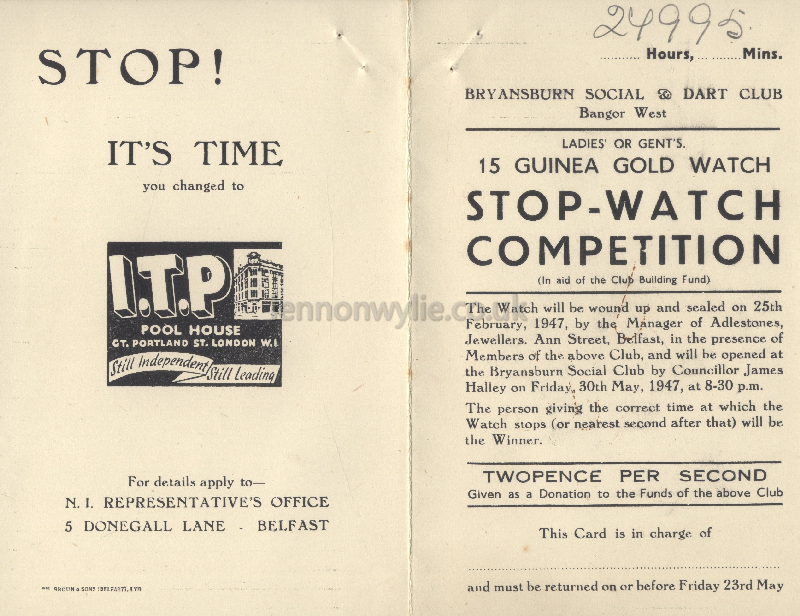 STOP!
IT'S TIME
you changed to
I.T.P
POOL HOUSE
GT. PORTLAND ST. LONDON W.1
Still Independent
Still Leading
For details apply to—
N. I. REPRESENTATIVE'S OFFICE
5 DONEGALL LANE - BELFAST
BROWN & SONS (BELFAST), LTD
24995
Hours, Mins.
BRYANSBURN SOCIAL & DART CLUB
Bangor West
LADIES' OR GENT'S.
15 GUINEA GOLD WATCH
STOP-WATCH
COMPETITION
(In aid of the Club Building Fund)
The Watch will be wound up and sealed on 25th
February, 1947, by the Manager of Adlestones,
Jewellers. Ann Street, Belfast, in the presence of
Members of the above Club, and will be opened at
the Bryansburn Social Club by Councillor James
Halley on Friday, 30th May, 1947, at 8-30 p.m.
The person giving the correct time at which the
Watch stops (or nearest second after that) will be
the Winner.
TWOPENCE PER SECOND
Given as a Donation to the Funds of the above Club
This Card is in charge of
and must be returned on or before Friday 23rd May
ennonwylie.co.uk